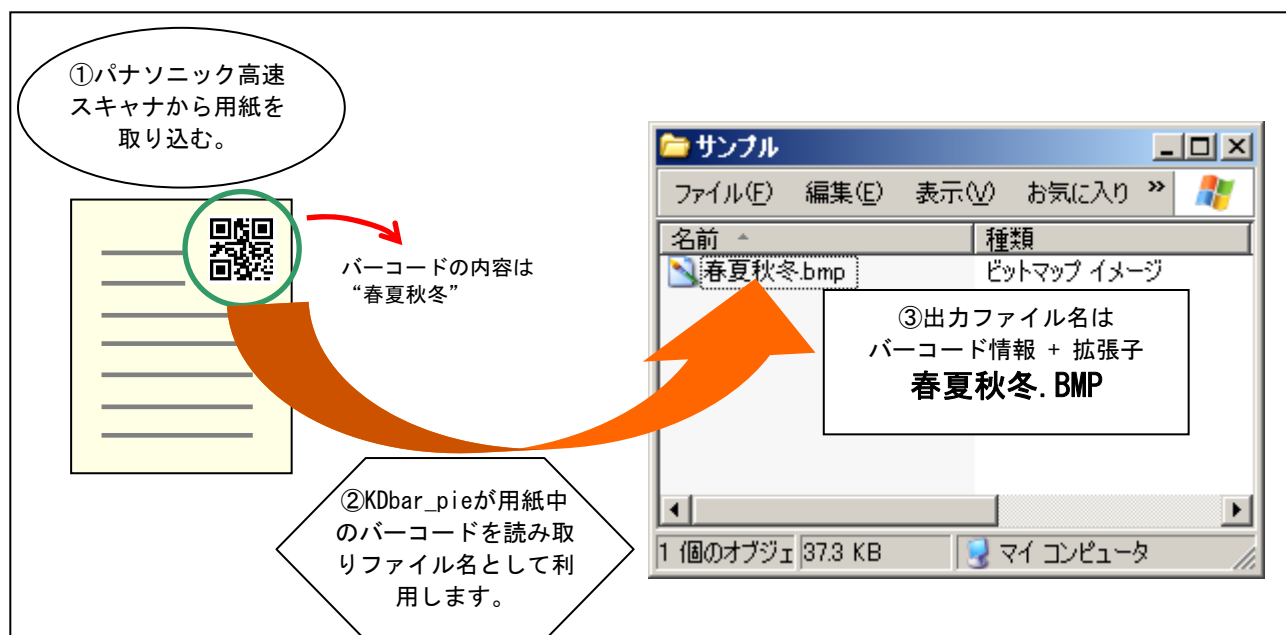 ①パナソニック高速
スキャナから用紙を
取り込む。
バーコードの内容は
“春夏秋冬”
②KDbar_pieが用紙中
のバーコードを読み取
りファイル名として利
用します。
サンプル
ファイル(F) 編集(E) 表示(V) お気に入り »
名前 種類
春夏秋冬.bmp ビットマップ イメージ
③出力ファイル名は
バーコード情報 + 拡張子
春夏秋冬.BMP
1 個のオブジェ 37.3 KB マイ コンピュータ